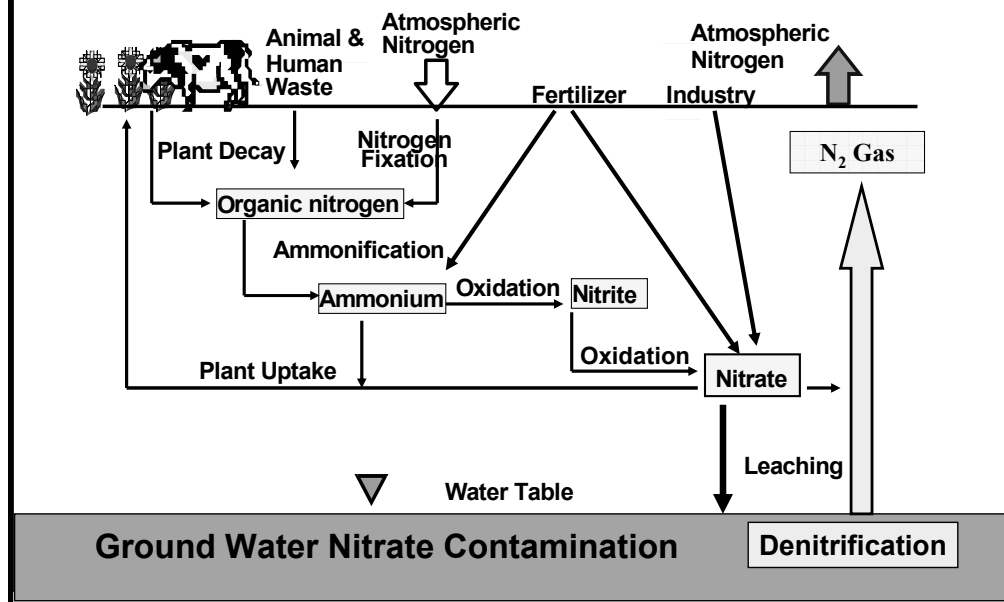 Animal &
Human
Waste
Atmospheric
Nitrogen
Fertilizer
Industry
Atmospheric
Nitrogen
Plant Decay
Nitrogen
Fixation
N₂ Gas
Organic nitrogen
Ammonification
Ammonium
Oxidation
Nitrite
Oxidation
Plant Uptake
Nitrate
Leaching
Water Table
Ground Water Nitrate Contamination
Denitrification